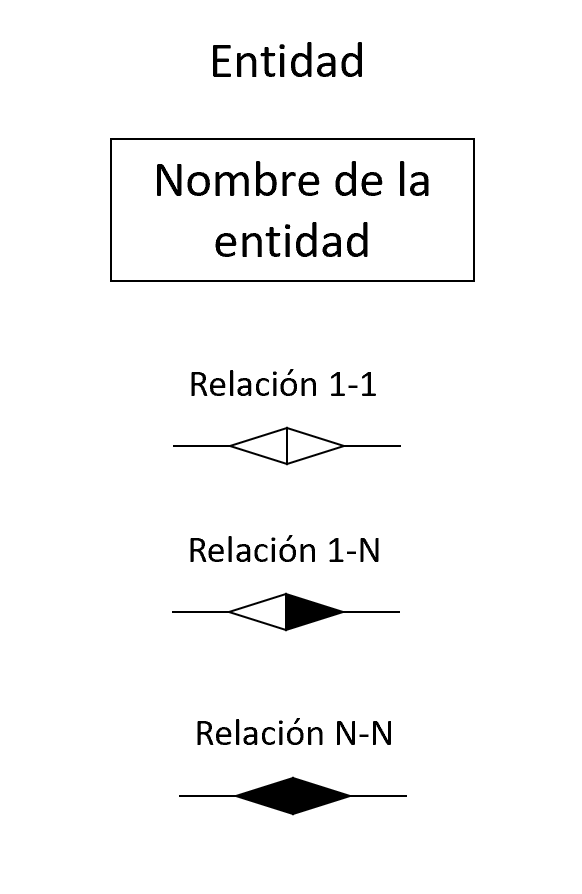 Entidad
Nombre de la
entidad
Relación 1-1
Relación 1-N
Relación N-N